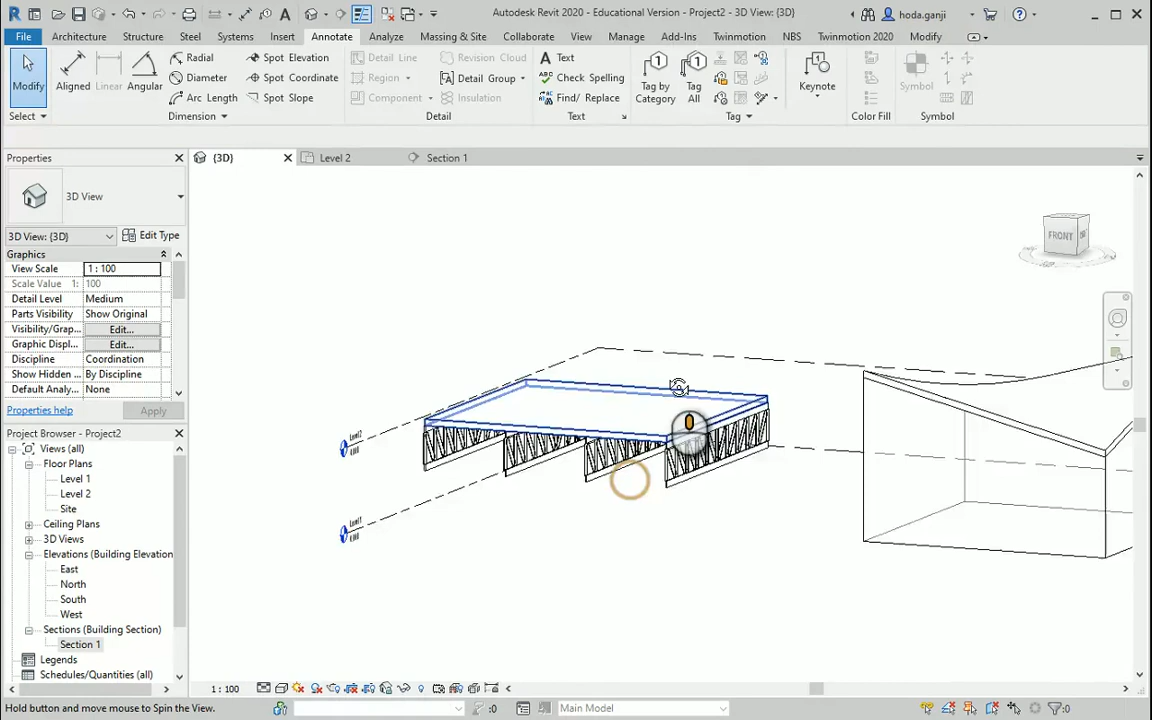 Autodesk Revit 2020 - Educational Version - Project2 - 3D View: {3D}
hoda.ganji
File Architecture Structure Steel Systems Insert Annotate Analyze Massing & Site Collaborate View Manage Add-Ins Twinmotion NBS Twinmotion 2020 Modify
Modify
Select
Aligned
Linear
Angular
Radial
Diameter
Arc Length
Spot Elevation
Spot Coordinate
Spot Slope
Dimension
Detail Line
Region
Component
Revision Cloud
Detail Group
Insulation
Detail
Text
Check Spelling
Find/ Replace
Text
Tag by Category
Tag All
Tag
Keynote
Color Fill
Symbol
Symbol
Properties
{3D}
Level 2
Section 1
3D View
3D View: {3D} Edit Type
Graphics
View Scale 1 : 100
Scale Value 1: 100
Detail Level Medium
Parts Visibility Show Original
Visibility/Grap... Edit...
Graphic Displ... Edit...
Discipline Coordination
Show Hidden ... By Discipline
Default Analy... None
Properties help Apply
Project Browser - Project2
Views (all)
Floor Plans
Level 1
Level 2
Site
Ceiling Plans
3D Views
Elevations (Building Elevation
East
North
South
West
Sections (Building Section)
Section 1
Legends
Schedules/Quantities (all)
FRONT
1 : 100
Hold button and move mouse to Spin the View.
:0
Main Model
:0